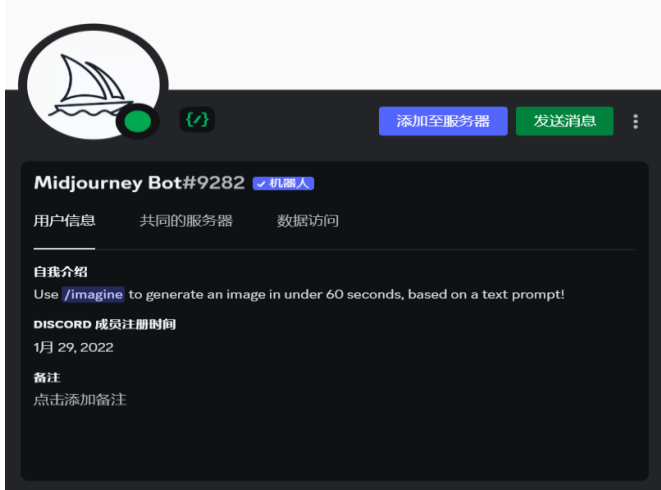 {/}
添加至服务器
发送消息
Midjourney Bot#9282 ✓机器人
用户信息 共同的服务器 数据访问
自我介绍
Use /imagine to generate an image in under 60 seconds, based on a text prompt!
DISCORD 成员注册时间
1月 29, 2022
备注
点击添加备注